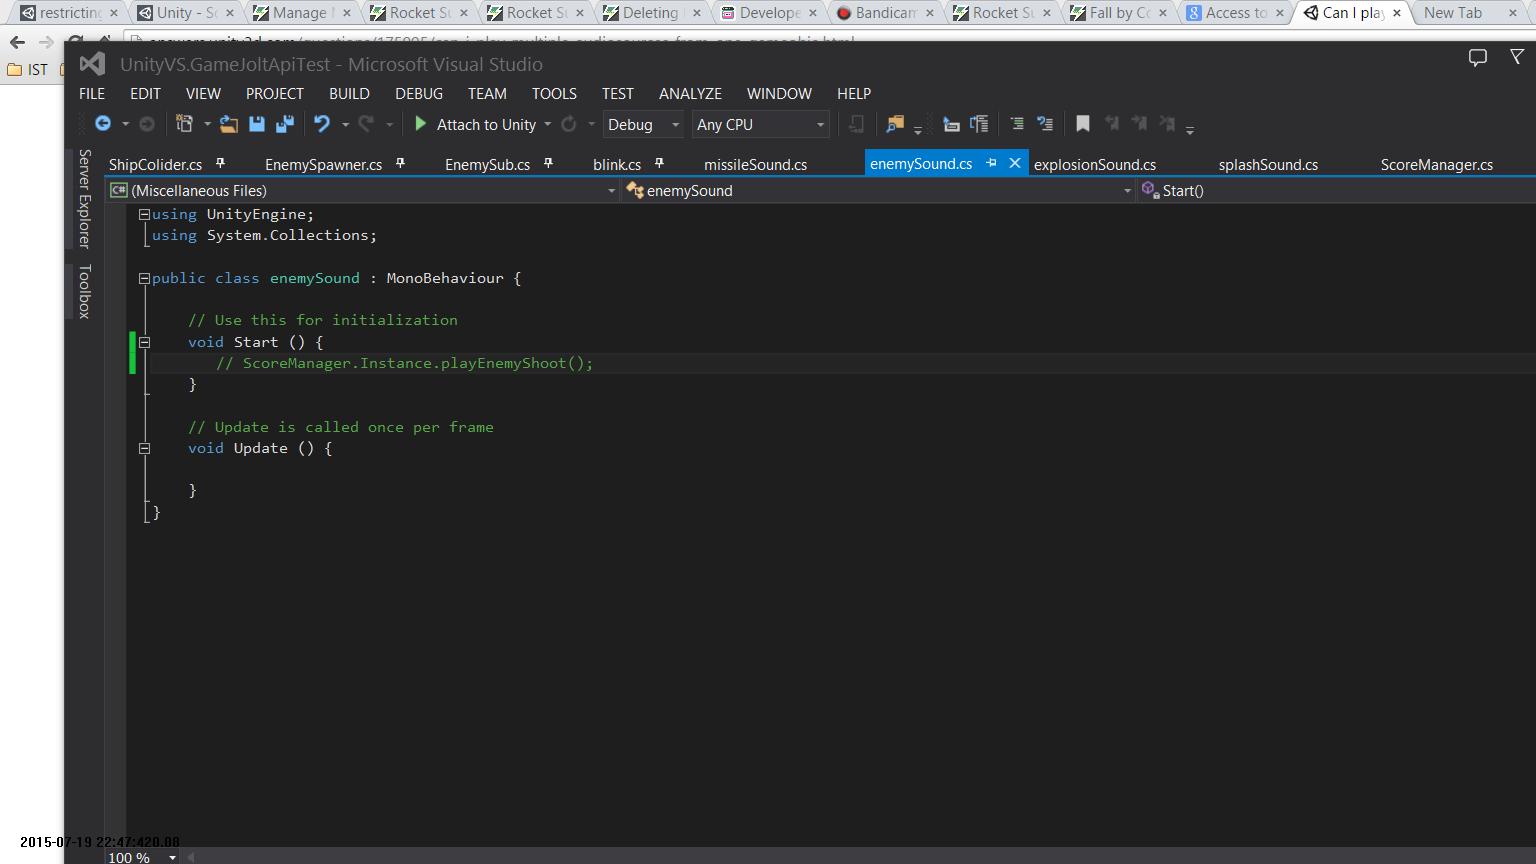 restricting Unity - Sc Manage Rocket Su Rocket Su Deleting Develope Bandicam Rocket Su Fall by Co Access to Can I play New Tab
IST
UnityVS.GameJoltApiTest - Microsoft Visual Studio
FILE EDIT VIEW PROJECT BUILD DEBUG TEAM TOOLS TEST ANALYZE WINDOW HELP
Attach to Unity Debug Any CPU
ShipColider.cs EnemySpawner.cs EnemySub.cs blink.cs missileSound.cs enemySound.cs explosionSound.cs splashSound.cs ScoreManager.cs
C# (Miscellaneous Files) enemySound Start()
Server Explorer
Toolbox
using UnityEngine;
using System.Collections;
public class enemySound : MonoBehaviour {
// Use this for initialization
void Start () {
// ScoreManager.Instance.playEnemyShoot();
}
// Update is called once per frame
void Update () {
}
}
2015-07-19 22:47:420.08
100 %